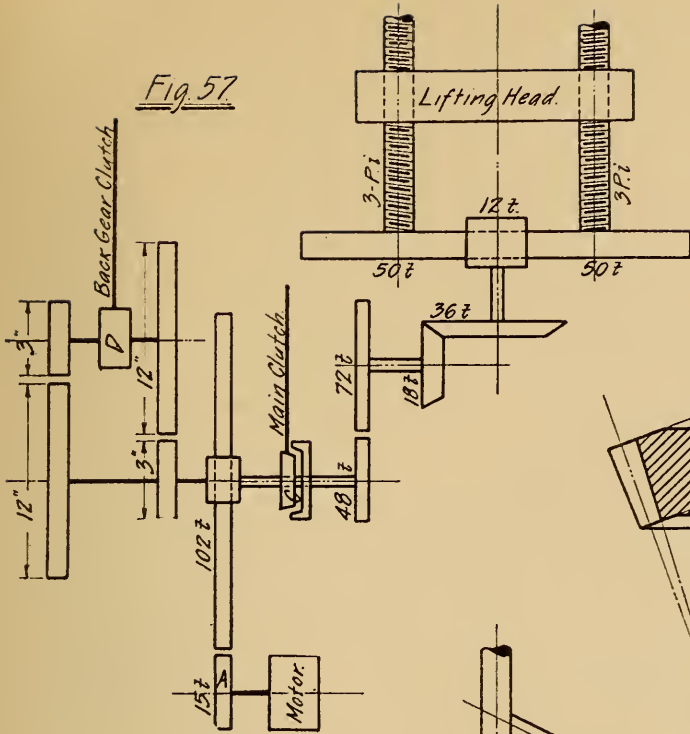 Fig. 57
Lifting Head.
3-P.i
3P.i
12 t.
50 t
50 t
Back Gear Clutch
36 t
3"
D
12"
72 t
18 t
Main Clutch.
3"
12"
C
48 t
102 t
15 t
A
Motor.